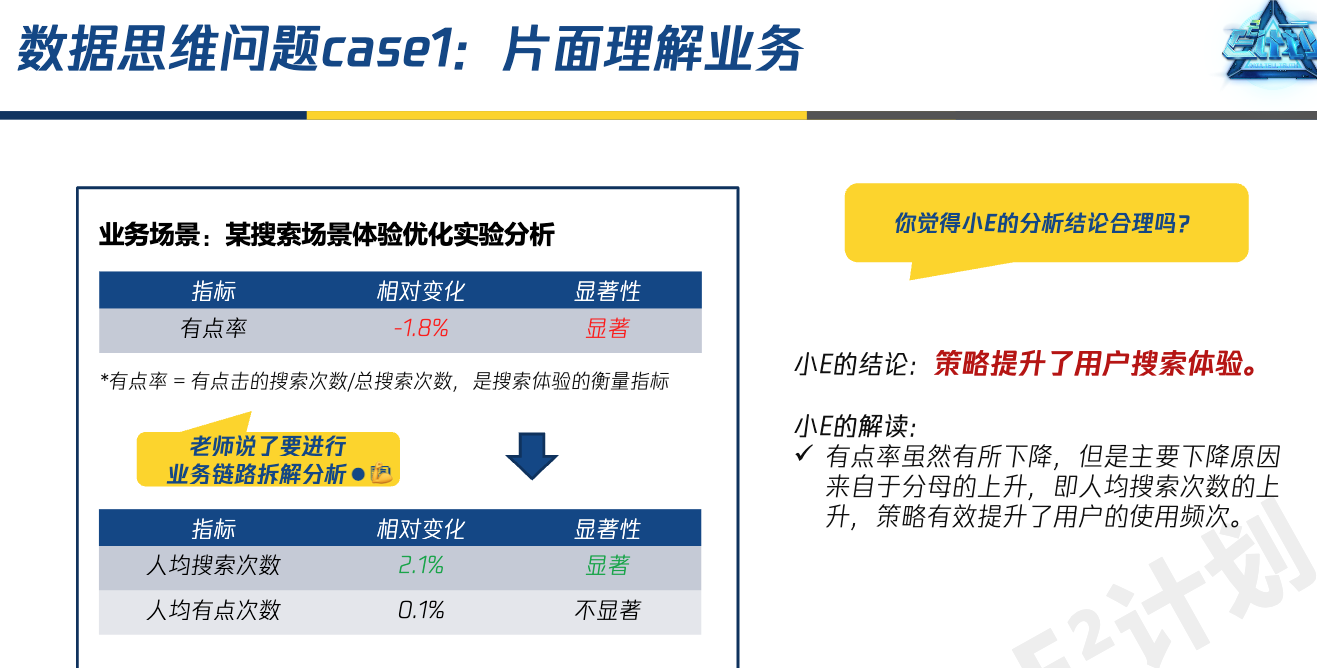 数据思维问题case1：片面理解业务
业务场景：某搜索场景体验优化实验分析
指标 相对变化 显著性
有点率 -1.8% 显著
*有点率 = 有点击的搜索次数/总搜索次数，是搜索体验的衡量指标
老师说了要进行
业务链路拆解分析
指标 相对变化 显著性
人均搜索次数 2.1% 显著
人均有点次数 0.1% 不显著
你觉得小E的分析结论合理吗？
小E的结论：策略提升了用户搜索体验。
小E的解读：
✓ 有点率虽然有所下降，但是主要下降原因
来自于分母的上升，即人均搜索次数的上
升，策略有效提升了用户的使用频次。
E²计划